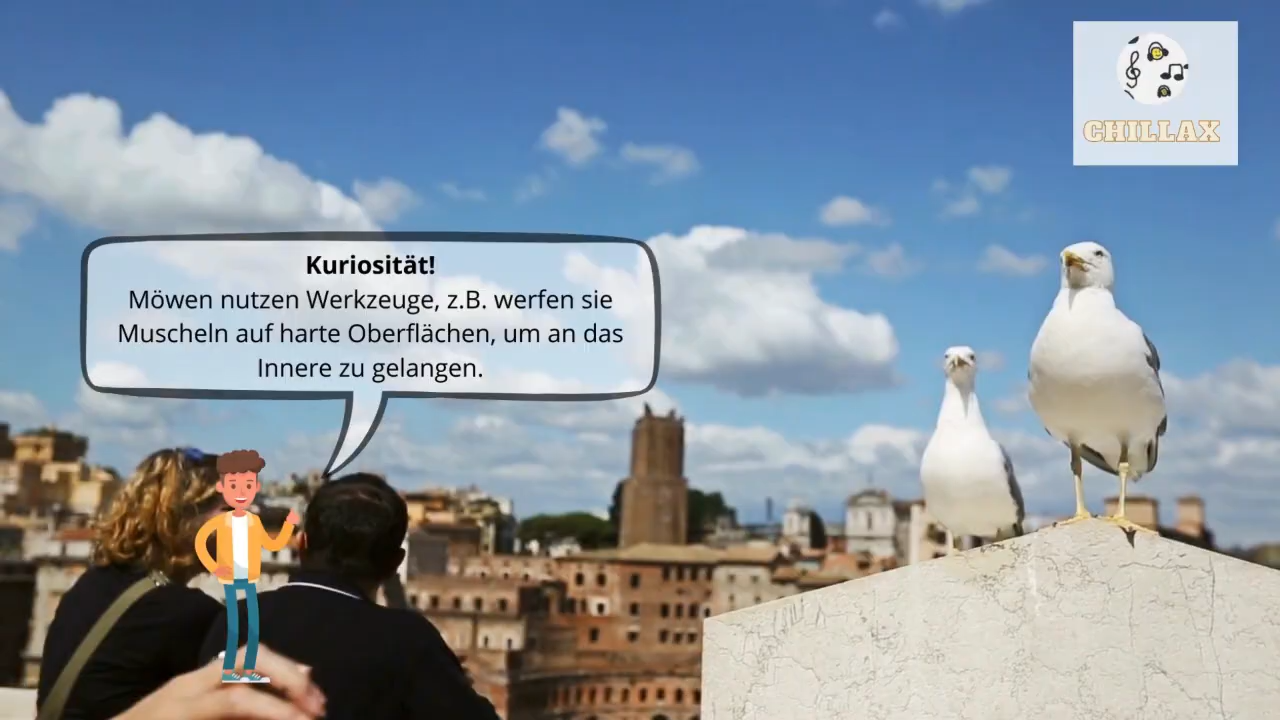 CHILLAX
Kuriosität!
Möwen nutzen Werkzeuge, z.B. werfen sie
Muscheln auf harte Oberflächen, um an das
Innere zu gelangen.